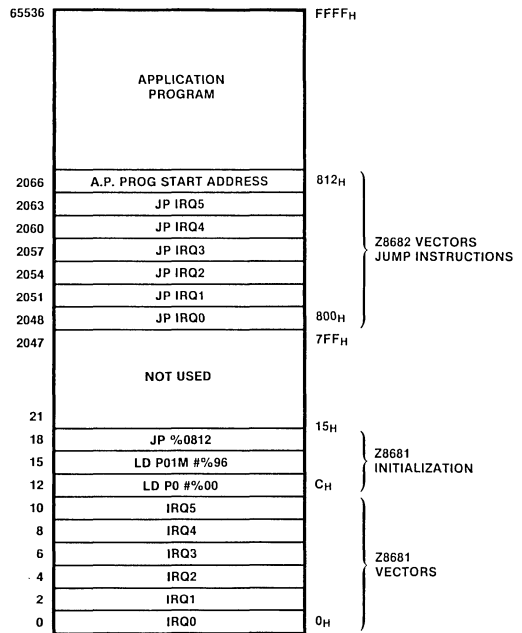 65536 FFFFH
APPLICATION
PROGRAM
2066 A.P. PROG START ADDRESS 812H
2063 JP IRQ5
2060 JP IRQ4
2057 JP IRQ3
Z8682 VECTORS
JUMP INSTRUCTIONS
2054 JP IRQ2
2051 JP IRQ1
2048 JP IRQ0 800H
2047 7FFH
NOT USED
21 15H
18 JP %0812
15 LD P01M #%96
Z8681
INITIALIZATION
12 LD P0 #%00 CH
10 IRQ5
8 IRQ4
6 IRQ3
Z8681
VECTORS
4 IRQ2
2 IRQ1
0 IRQ0 0H